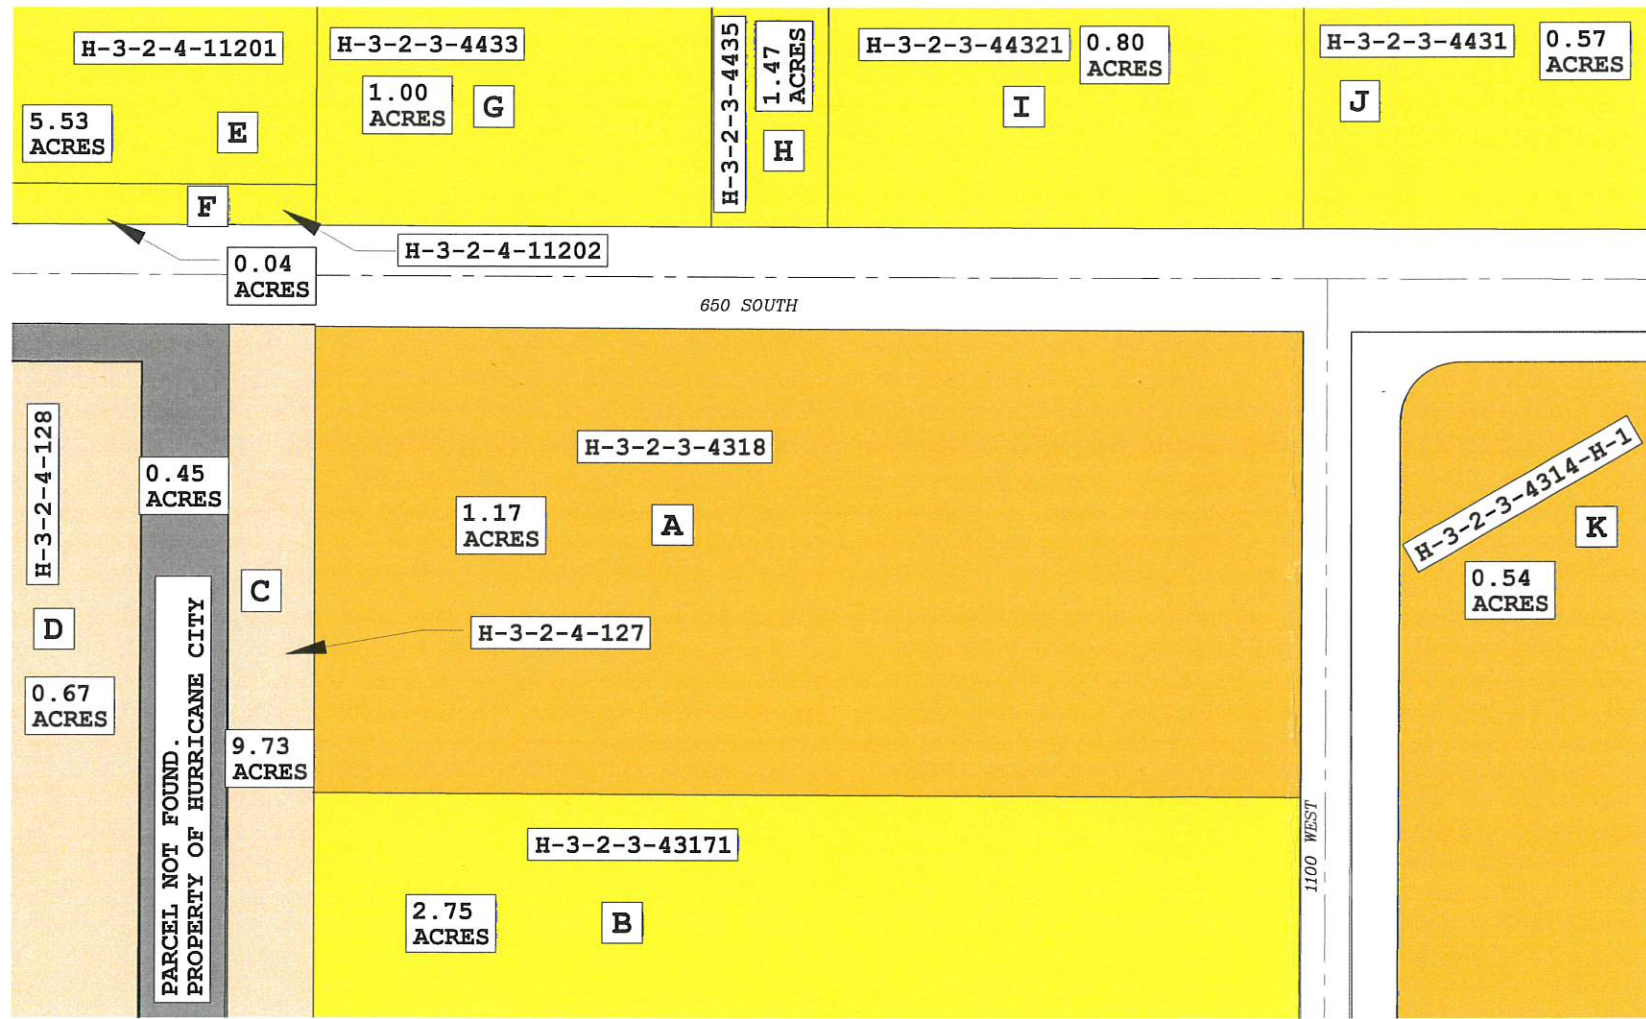 H-3-2-4-11201
5.53
ACRES
E
F
H-3-2-4-11202
0.04
ACRES
H-3-2-3-4433
1.00
ACRES
G
H-3-2-3-4435
1.47
ACRES
H
H-3-2-3-44321
0.80
ACRES
I
H-3-2-3-4431
0.57
ACRES
J
650 SOUTH
H-3-2-4-128
D
0.67
ACRES
0.45
ACRES
PARCEL NOT FOUND.
PROPERTY OF HURRICANE CITY
C
H-3-2-4-127
9.73
ACRES
H-3-2-3-4318
1.17
ACRES
A
H-3-2-3-43171
2.75
ACRES
B
1100 WEST
H-3-2-3-4314-H-1
K
0.54
ACRES